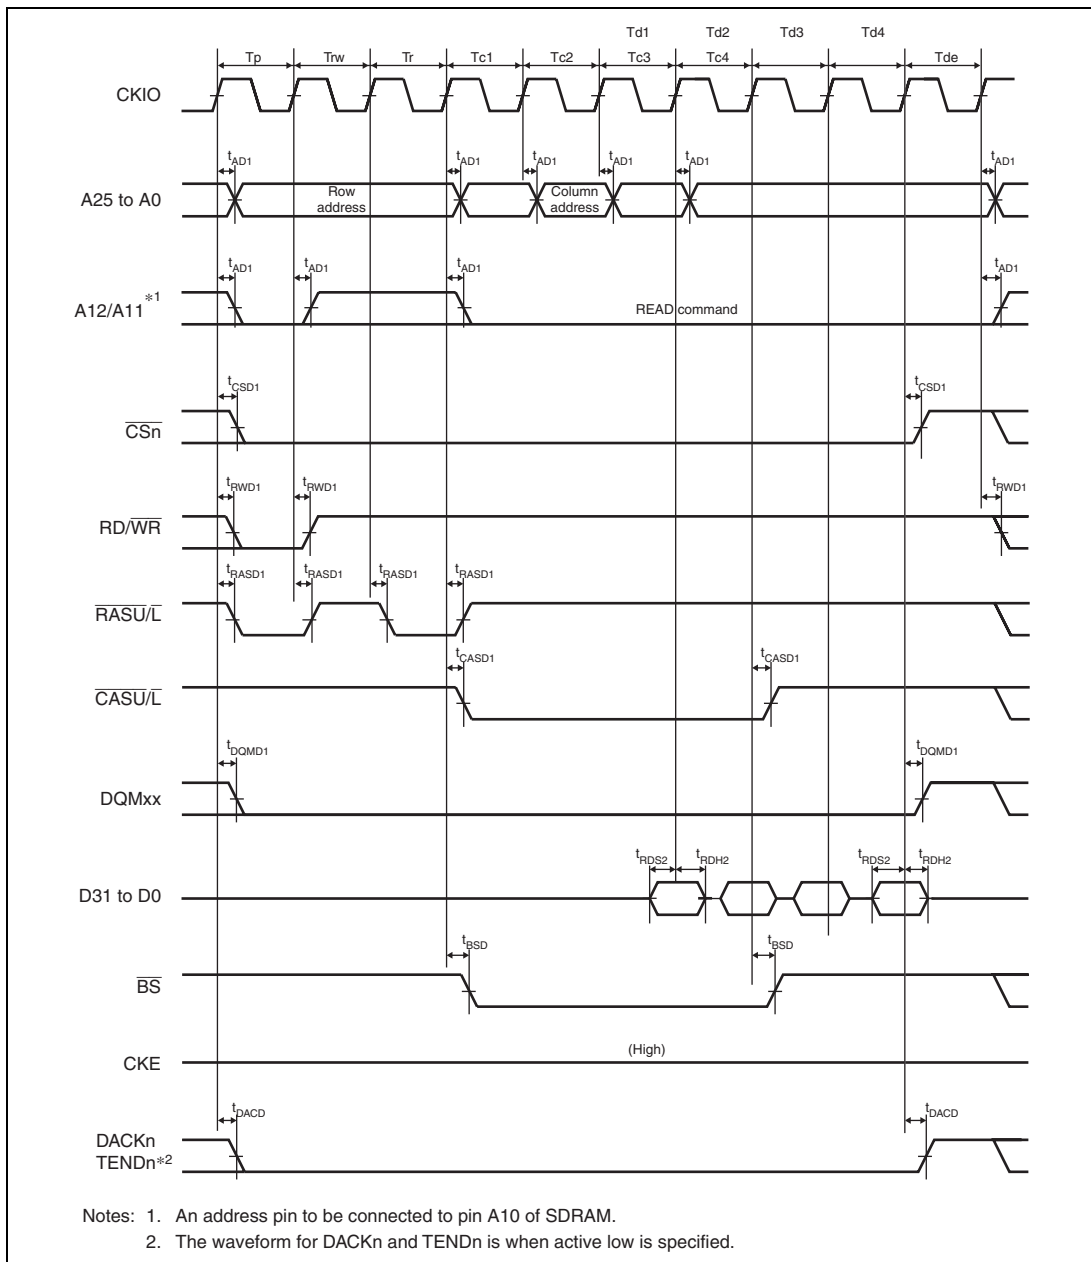 Td1 Td2 Td3 Td4
Tp Trw Tr Tc1 Tc2 Tc3 Tc4 Tde
CKIO
tAD1 tAD1 tAD1 tAD1 tAD1 tAD1
A25 to A0
Row
address
Column
address
tAD1 tAD1 tAD1 tAD1
A12/A11*1
READ command
tCSD1 tCSD1
CSn
tRWD1 tRWD1 tRWD1
RD/WR
tRASD1 tRASD1 tRASD1 tRASD1
RASU/L
tCASD1 tCASD1
CASU/L
tDQMD1 tDQMD1
DQMxx
tRDS2 tRDH2 tRDS2 tRDH2
D31 to D0
tBSD tBSD
BS
(High)
CKE
tDACD tDACD
DACKn
TENDn*2
Notes: 1. An address pin to be connected to pin A10 of SDRAM.
2. The waveform for DACKn and TENDn is when active low is specified.